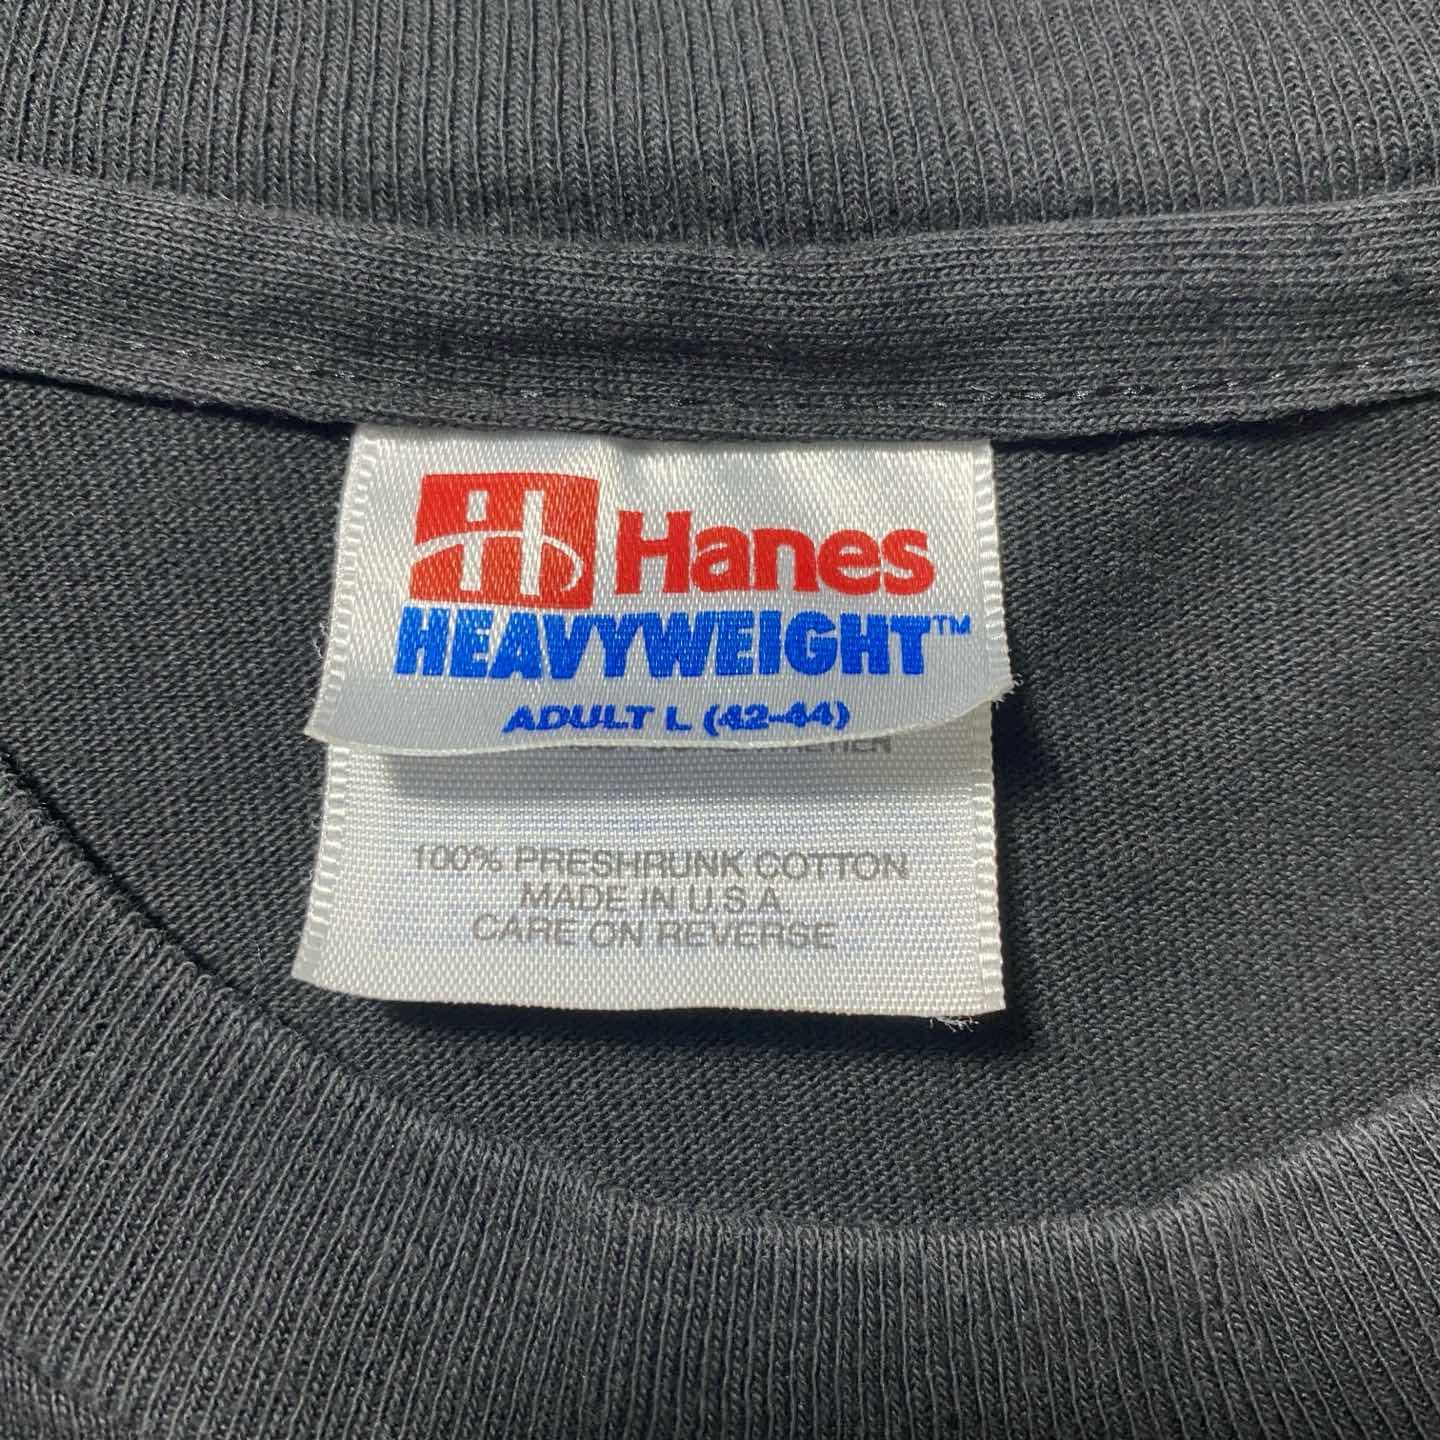 H Hanes
HEAVYWEIGHT™
ADULT L (42-44)
100% PRESHRUNK COTTON
MADE IN U.S.A.
CARE ON REVERSE